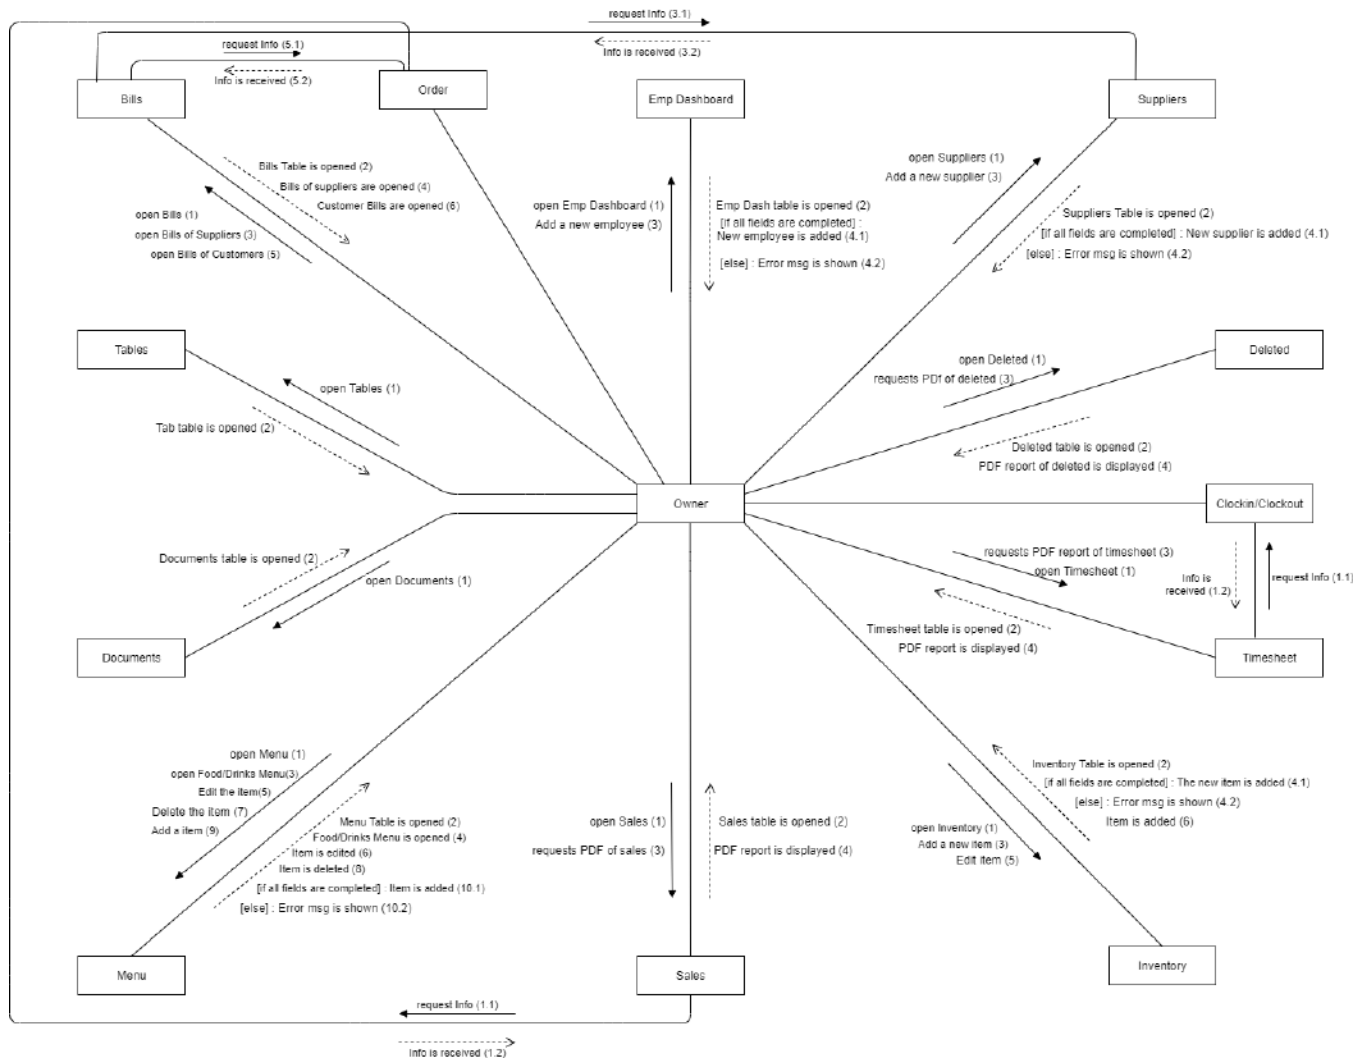 request Info (3.1)
Info is received (3.2)
request Info (5.1)
Info is received (5.2)
Bills
Order
Emp Dashboard
Suppliers
Bills Table is opened (2)
Bills of suppliers are opened (4)
Customer Bills are opened (6)
open Bills (1)
open Bills of Suppliers (3)
open Bills of Customers (5)
open Emp Dashboard (1)
Add a new employee (3)
Emp Dash table is opened (2)
[if all fields are completed] :
New employee is added (4.1)
[else] : Error msg is shown (4.2)
open Suppliers (1)
Add a new supplier (3)
Suppliers Table is opened (2)
[if all fields are completed] : New supplier is added (4.1)
[else] : Error msg is shown (4.2)
Tables
open Tables (1)
Tab table is opened (2)
open Deleted (1)
requests PDf of deleted (3)
Deleted
Deleted table is opened (2)
PDF report of deleted is displayed (4)
Owner
Clockin/Clockout
Documents table is opened (2)
open Documents (1)
Documents
requests PDF report of timesheet (3)
open Timesheet (1)
Info is
received (1.2)
request Info (1.1)
Timesheet table is opened (2)
PDF report is displayed (4)
Timesheet
open Menu (1)
open Food/Drinks Menu(3)
Edit the item(5)
Delete the item (7)
Add a item (9)
Menu Table is opened (2)
Food/Drinks Menu is opened (4)
Item is edited (6)
Item is deleted (8)
[if all fields are completed] : Item is added (10.1)
[else] : Error msg is shown (10.2)
open Sales (1)
requests PDF of sales (3)
Sales table is opened (2)
PDF report is displayed (4)
Inventory Table is opened (2)
[if all fields are completed] : The new item is added (4.1)
[else] : Error msg is shown (4.2)
Item is added (6)
open Inventory (1)
Add a new item (3)
Edit item (5)
Menu
Sales
Inventory
request Info (1.1)
Info is received (1.2)